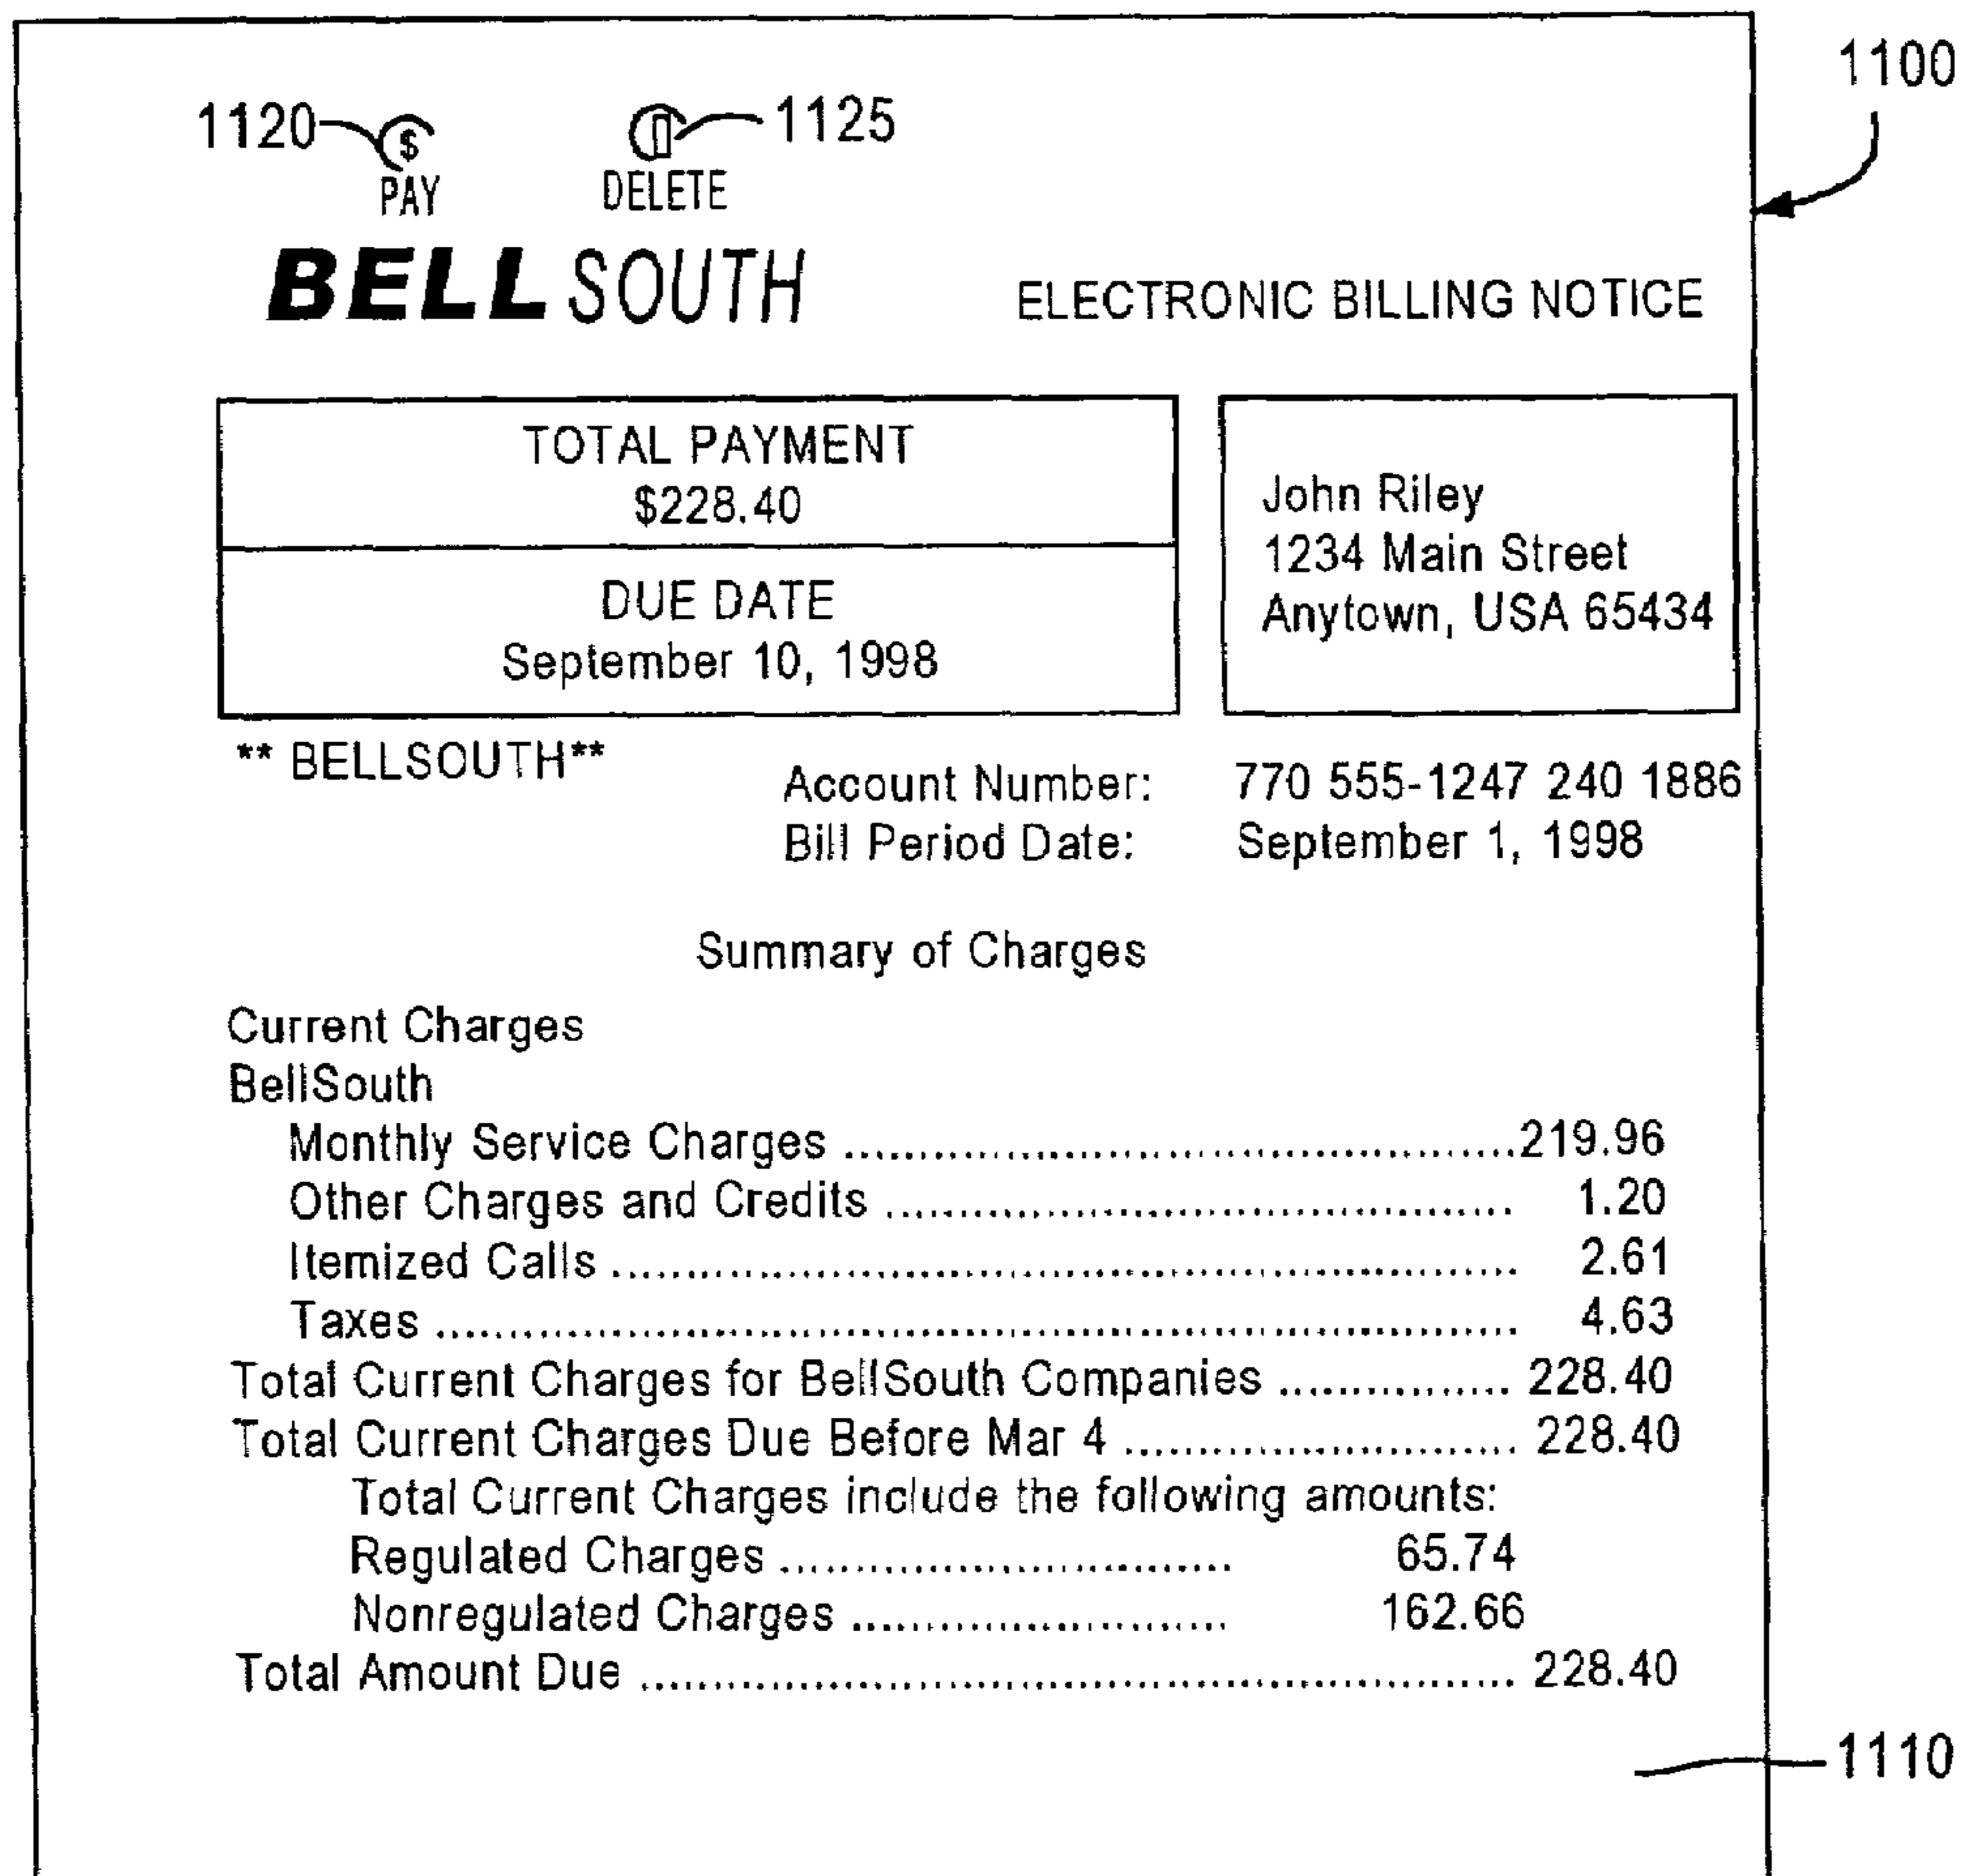 1100
1120 $ 1125
PAY DELETE
BELLSOUTH ELECTRONIC BILLING NOTICE
TOTAL PAYMENT
$228.40
DUE DATE
September 10, 1998
John Riley
1234 Main Street
Anytown, USA 65434
** BELLSOUTH**
Account Number: 770 555-1247 240 1886
Bill Period Date: September 1, 1998
Summary of Charges
Current Charges
BellSouth
Monthly Service Charges ................................................ 219.96
Other Charges and Credits ............................................. 1.20
Itemized Calls ................................................................ 2.61
Taxes ............................................................................ 4.63
Total Current Charges for BellSouth Companies ................ 228.40
Total Current Charges Due Before Mar 4 ........................... 228.40
Total Current Charges include the following amounts:
Regulated Charges ............................... 65.74
Nonregulated Charges .......................... 162.66
Total Amount Due ............................................................. 228.40
1110